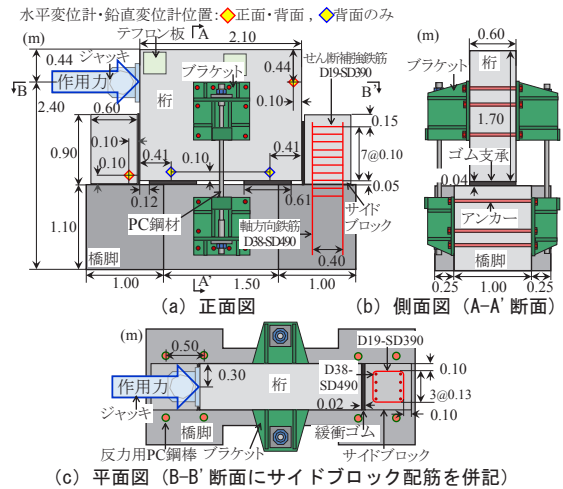 水平変位計・鉛直変位計位置:◇正面・背面,◇背面のみ
(m)
テフロン板
A
2.10
0.44
ジャッキ
B
作用力
ブラケット
0.44
せん断補強鉄筋
D19-SD390
B'
2.40
桁
0.60
0.10
0.15
0.90
0.10
0.10
0.41
0.10
0.41
7@0.10
0.05
0.12
0.61
サイド
ブロック
1.10
PC鋼材
軸方向鉄筋
D38-SD490
0.40
橋脚
A'
1.00
1.50
1.00
(a) 正面図
0.60
ブラケット
桁
1.70
ゴム支承
0.04
アンカー
橋脚
0.25
1.00
0.25
(b) 側面図(A-A'断面)
(m)
0.50
D19-SD390
作用力
0.30
桁
D38-
SD490
0.10
ジャッキ
0.02
3@0.13
橋脚
0.10
反力用PC鋼棒
ブラケット
緩衝ゴム
サイドブロック
(c) 平面図(B-B'断面にサイドブロック配筋を併記)